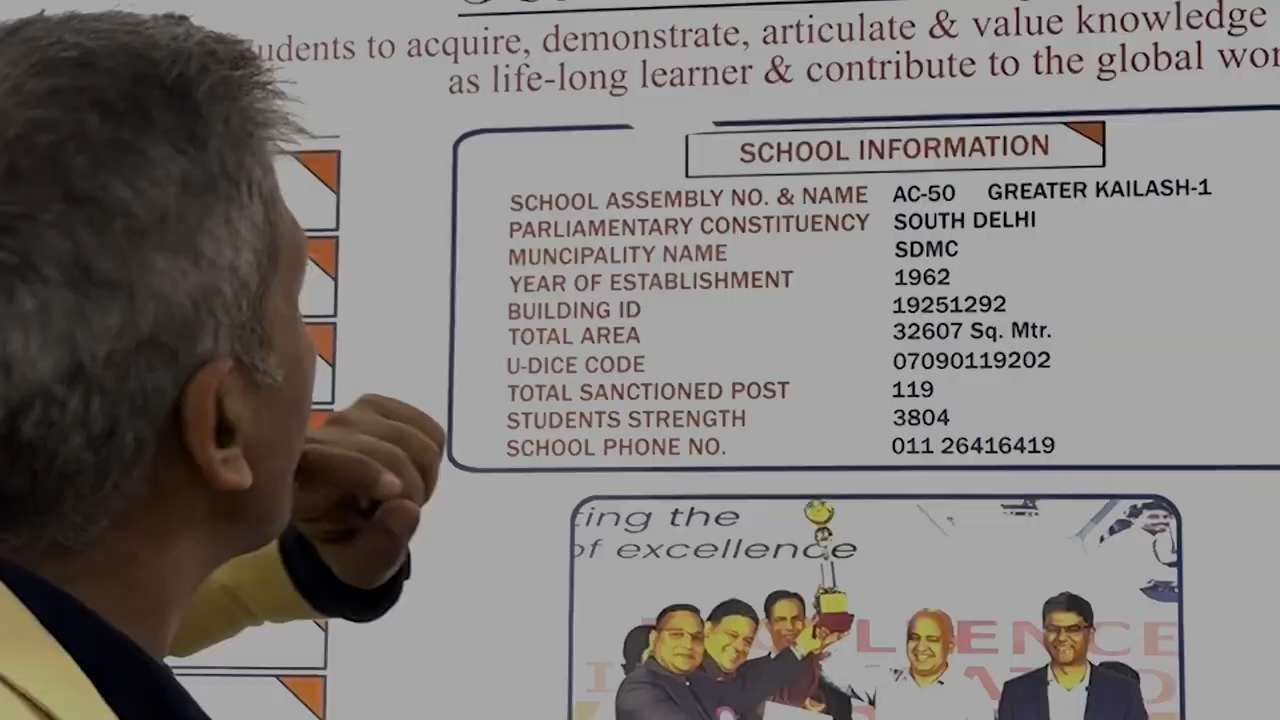 to acquire, demonstrate, articulate & value knowledge
as life-long learner & contribute to the global
SCHOOL INFORMATION
SCHOOL ASSEMBLY NO. & NAME AC-50 GREATER KAILASH-1
PARLIAMENTARY CONSTITUENCY SOUTH DELHI
MUNCIPALITY NAME SDMC
YEAR OF ESTABLISHMENT 1962
BUILDING ID 19251292
TOTAL AREA 32607 Sq. Mtr.
U-DICE CODE 07090119202
TOTAL SANCTIONED POST 119
STUDENTS STRENGTH 3804
SCHOOL PHONE NO. 011 26416419
the
of excellence